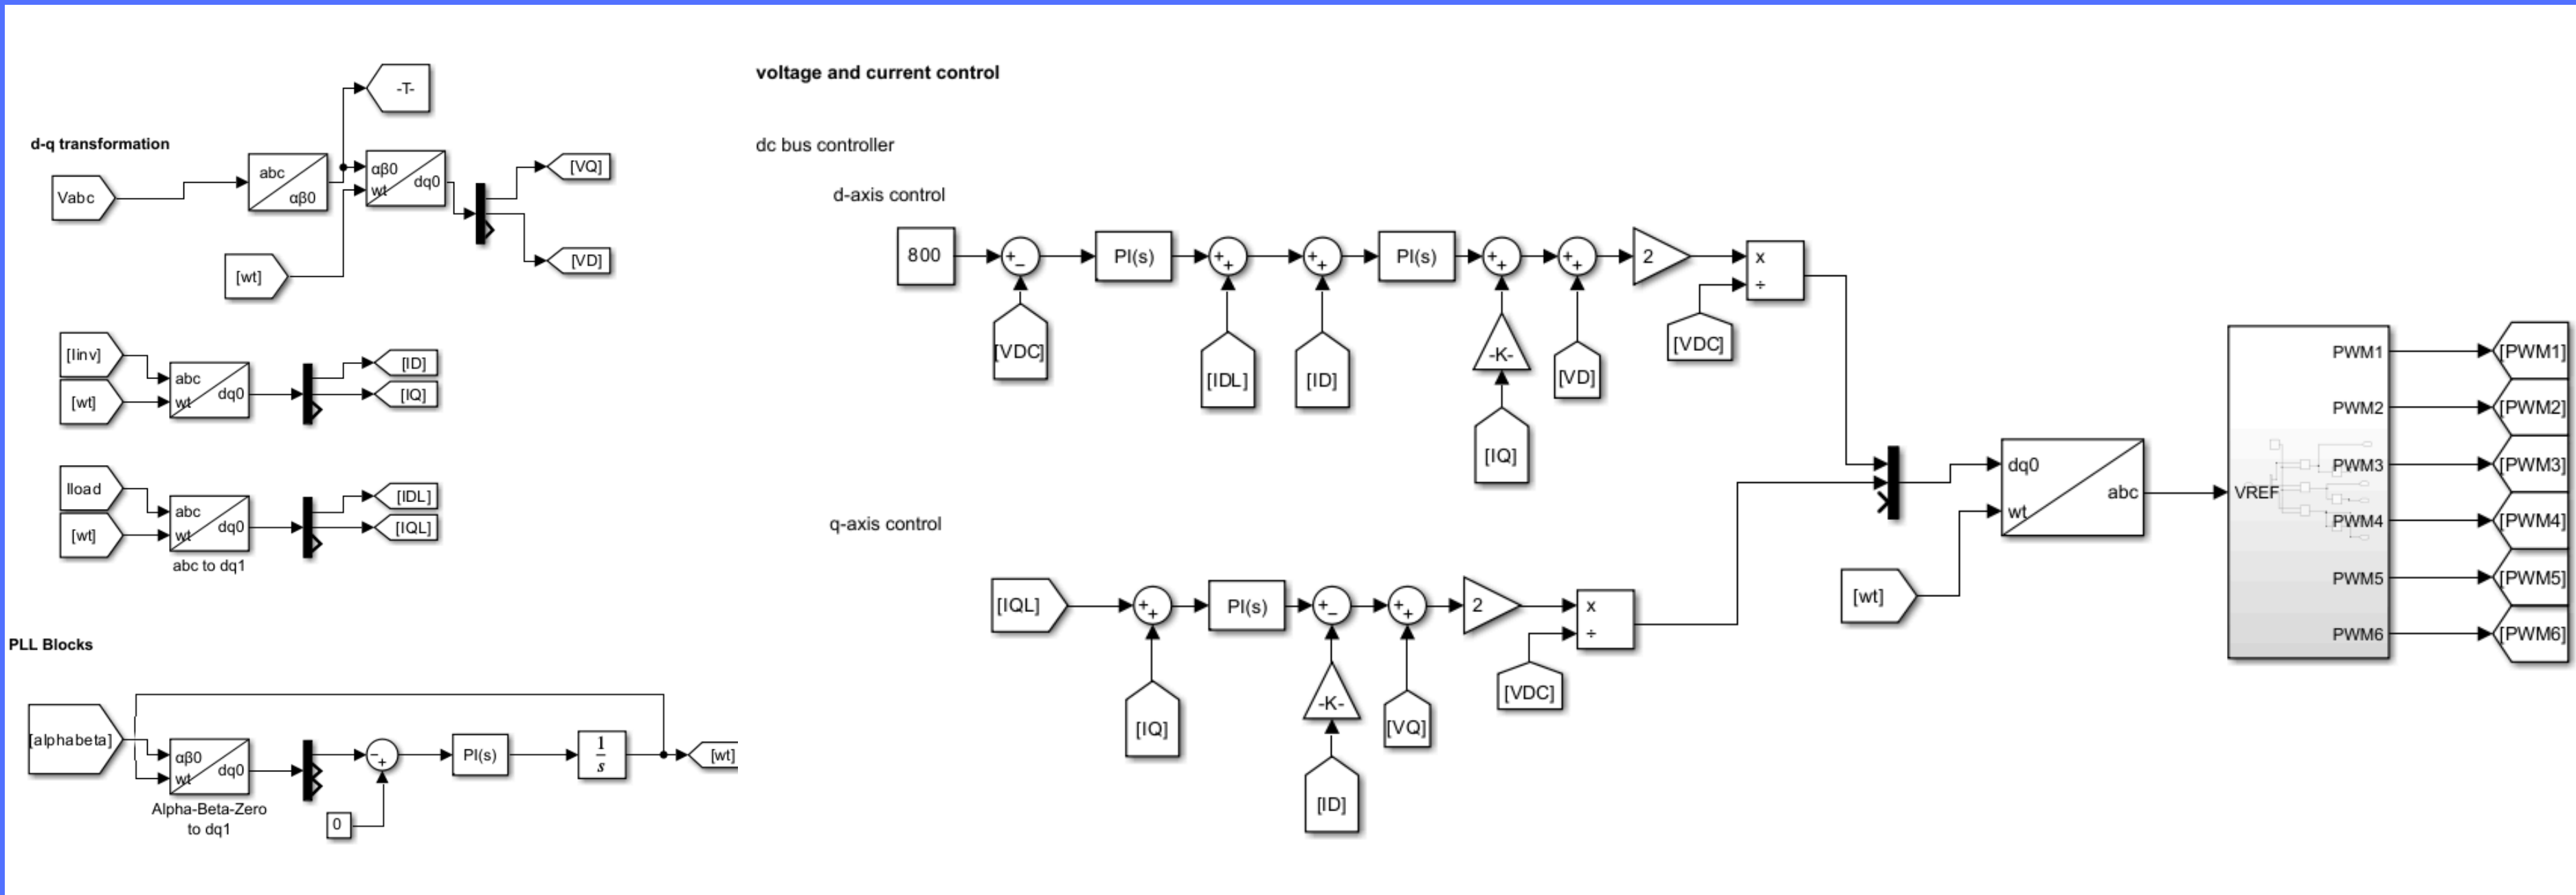 voltage and current control
dc bus controller
d-q transformation
-T-
Vabc
abc
αβ0
αβ0
wt
dq0
[VQ]
[VD]
[wt]
[Iinv]
[wt]
abc
wt
dq0
[ID]
[IQ]
Iload
[wt]
abc
wt
dq0
[IDL]
[IQL]
abc to dq1
PLL Blocks
[alphabeta]
αβ0
wt
dq0
Alpha-Beta-Zero
to dq1
-
+
0
PI(s)
1
s
[wt]
d-axis control
800
+
-
[VDC]
PI(s)
+
+
[IDL]
+
+
[ID]
PI(s)
+
+
-K-
[IQ]
+
+
[VD]
2
x
÷
[VDC]
q-axis control
[IQL]
+
+
[IQ]
PI(s)
+
-
-K-
[ID]
+
+
[VQ]
2
x
÷
[VDC]
dq0
wt
abc
[wt]
VREF
PWM1
PWM2
PWM3
PWM4
PWM5
PWM6
[PWM1]
[PWM2]
[PWM3]
[PWM4]
[PWM5]
[PWM6]